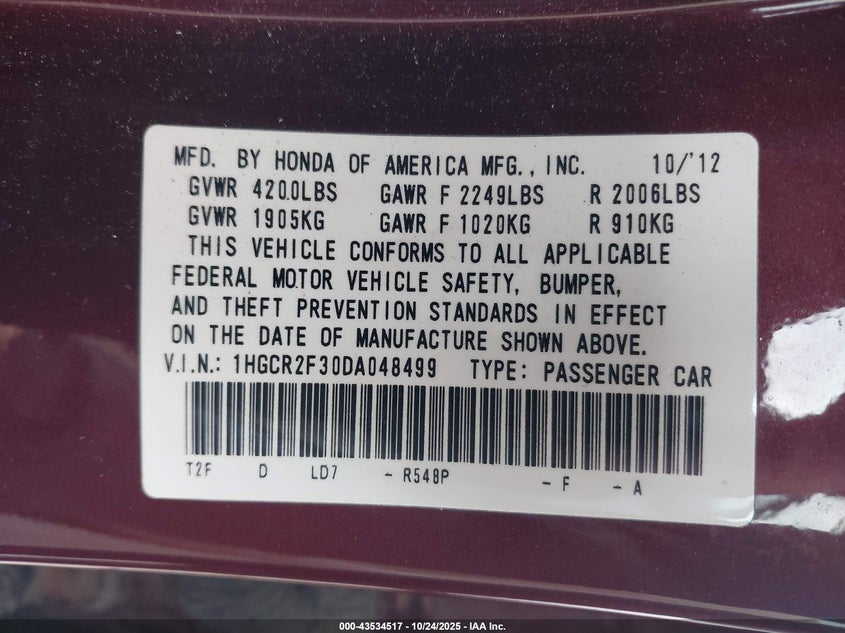 MFD. BY HONDA OF AMERICA MFG., INC. 10/'12
GVWR 4200LBS GAWR F 2249LBS R 2006LBS
GVWR 1905KG GAWR F 1020KG R 910KG
THIS VEHICLE CONFORMS TO ALL APPLICABLE
FEDERAL MOTOR VEHICLE SAFETY, BUMPER,
AND THEFT PREVENTION STANDARDS IN EFFECT
ON THE DATE OF MANUFACTURE SHOWN ABOVE.
V.I.N.: 1HGCR2F30DA048499 TYPE: PASSENGER CAR
T2F D LD7 - R548P - F - A
000-43534517 - 10/24/2025 - IAA Inc.